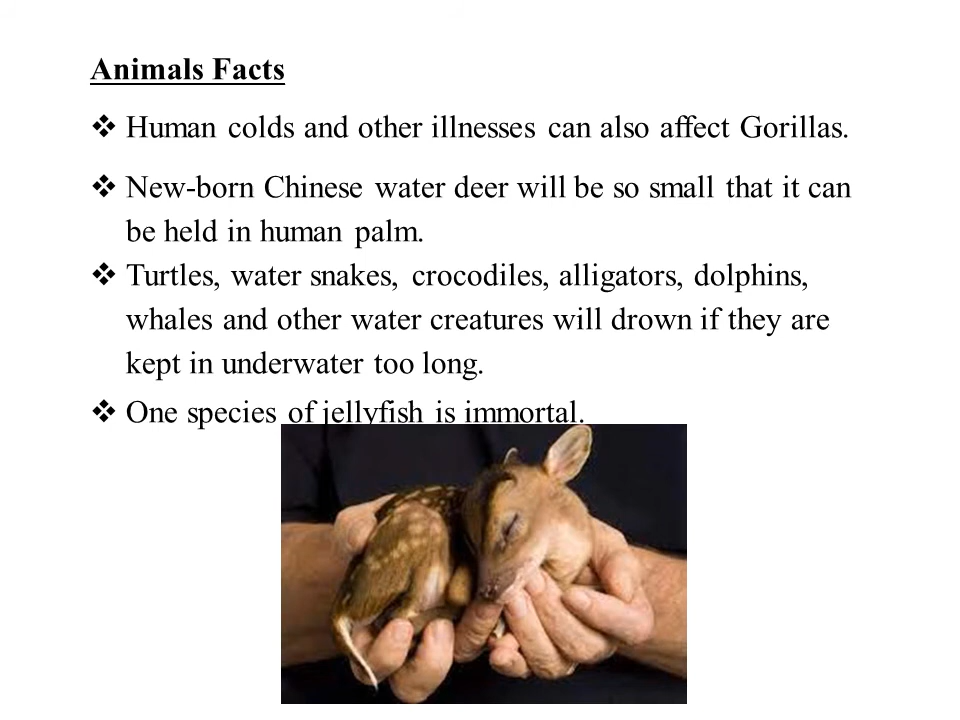 Animals Facts
❖ Human colds and other illnesses can also affect Gorillas.
❖ New-born Chinese water deer will be so small that it can
be held in human palm.
❖ Turtles, water snakes, crocodiles, alligators, dolphins,
whales and other water creatures will drown if they are
kept in underwater too long.
❖ One species of jellyfish is immortal.